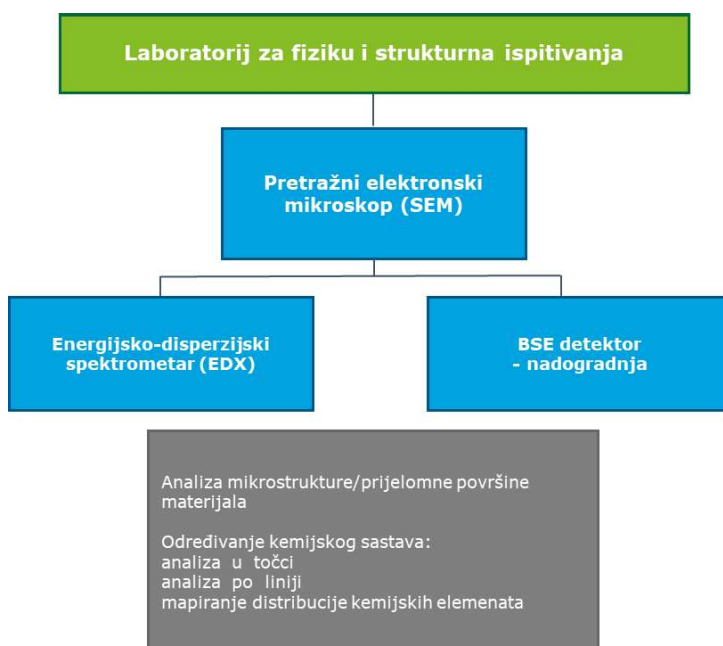 Laboratorij za fiziku i strukturna ispitivanja
Pretražni elektronski
mikroskop (SEM)
Energijsko-disperzijski
spektrometar (EDX)
BSE detektor
- nadogradnja
Analiza mikrostrukture/prijelomne površine
materijala
Određivanje kemijskog sastava:
analiza u točci
analiza po liniji
mapiranje distribucije kemijskih elemenata